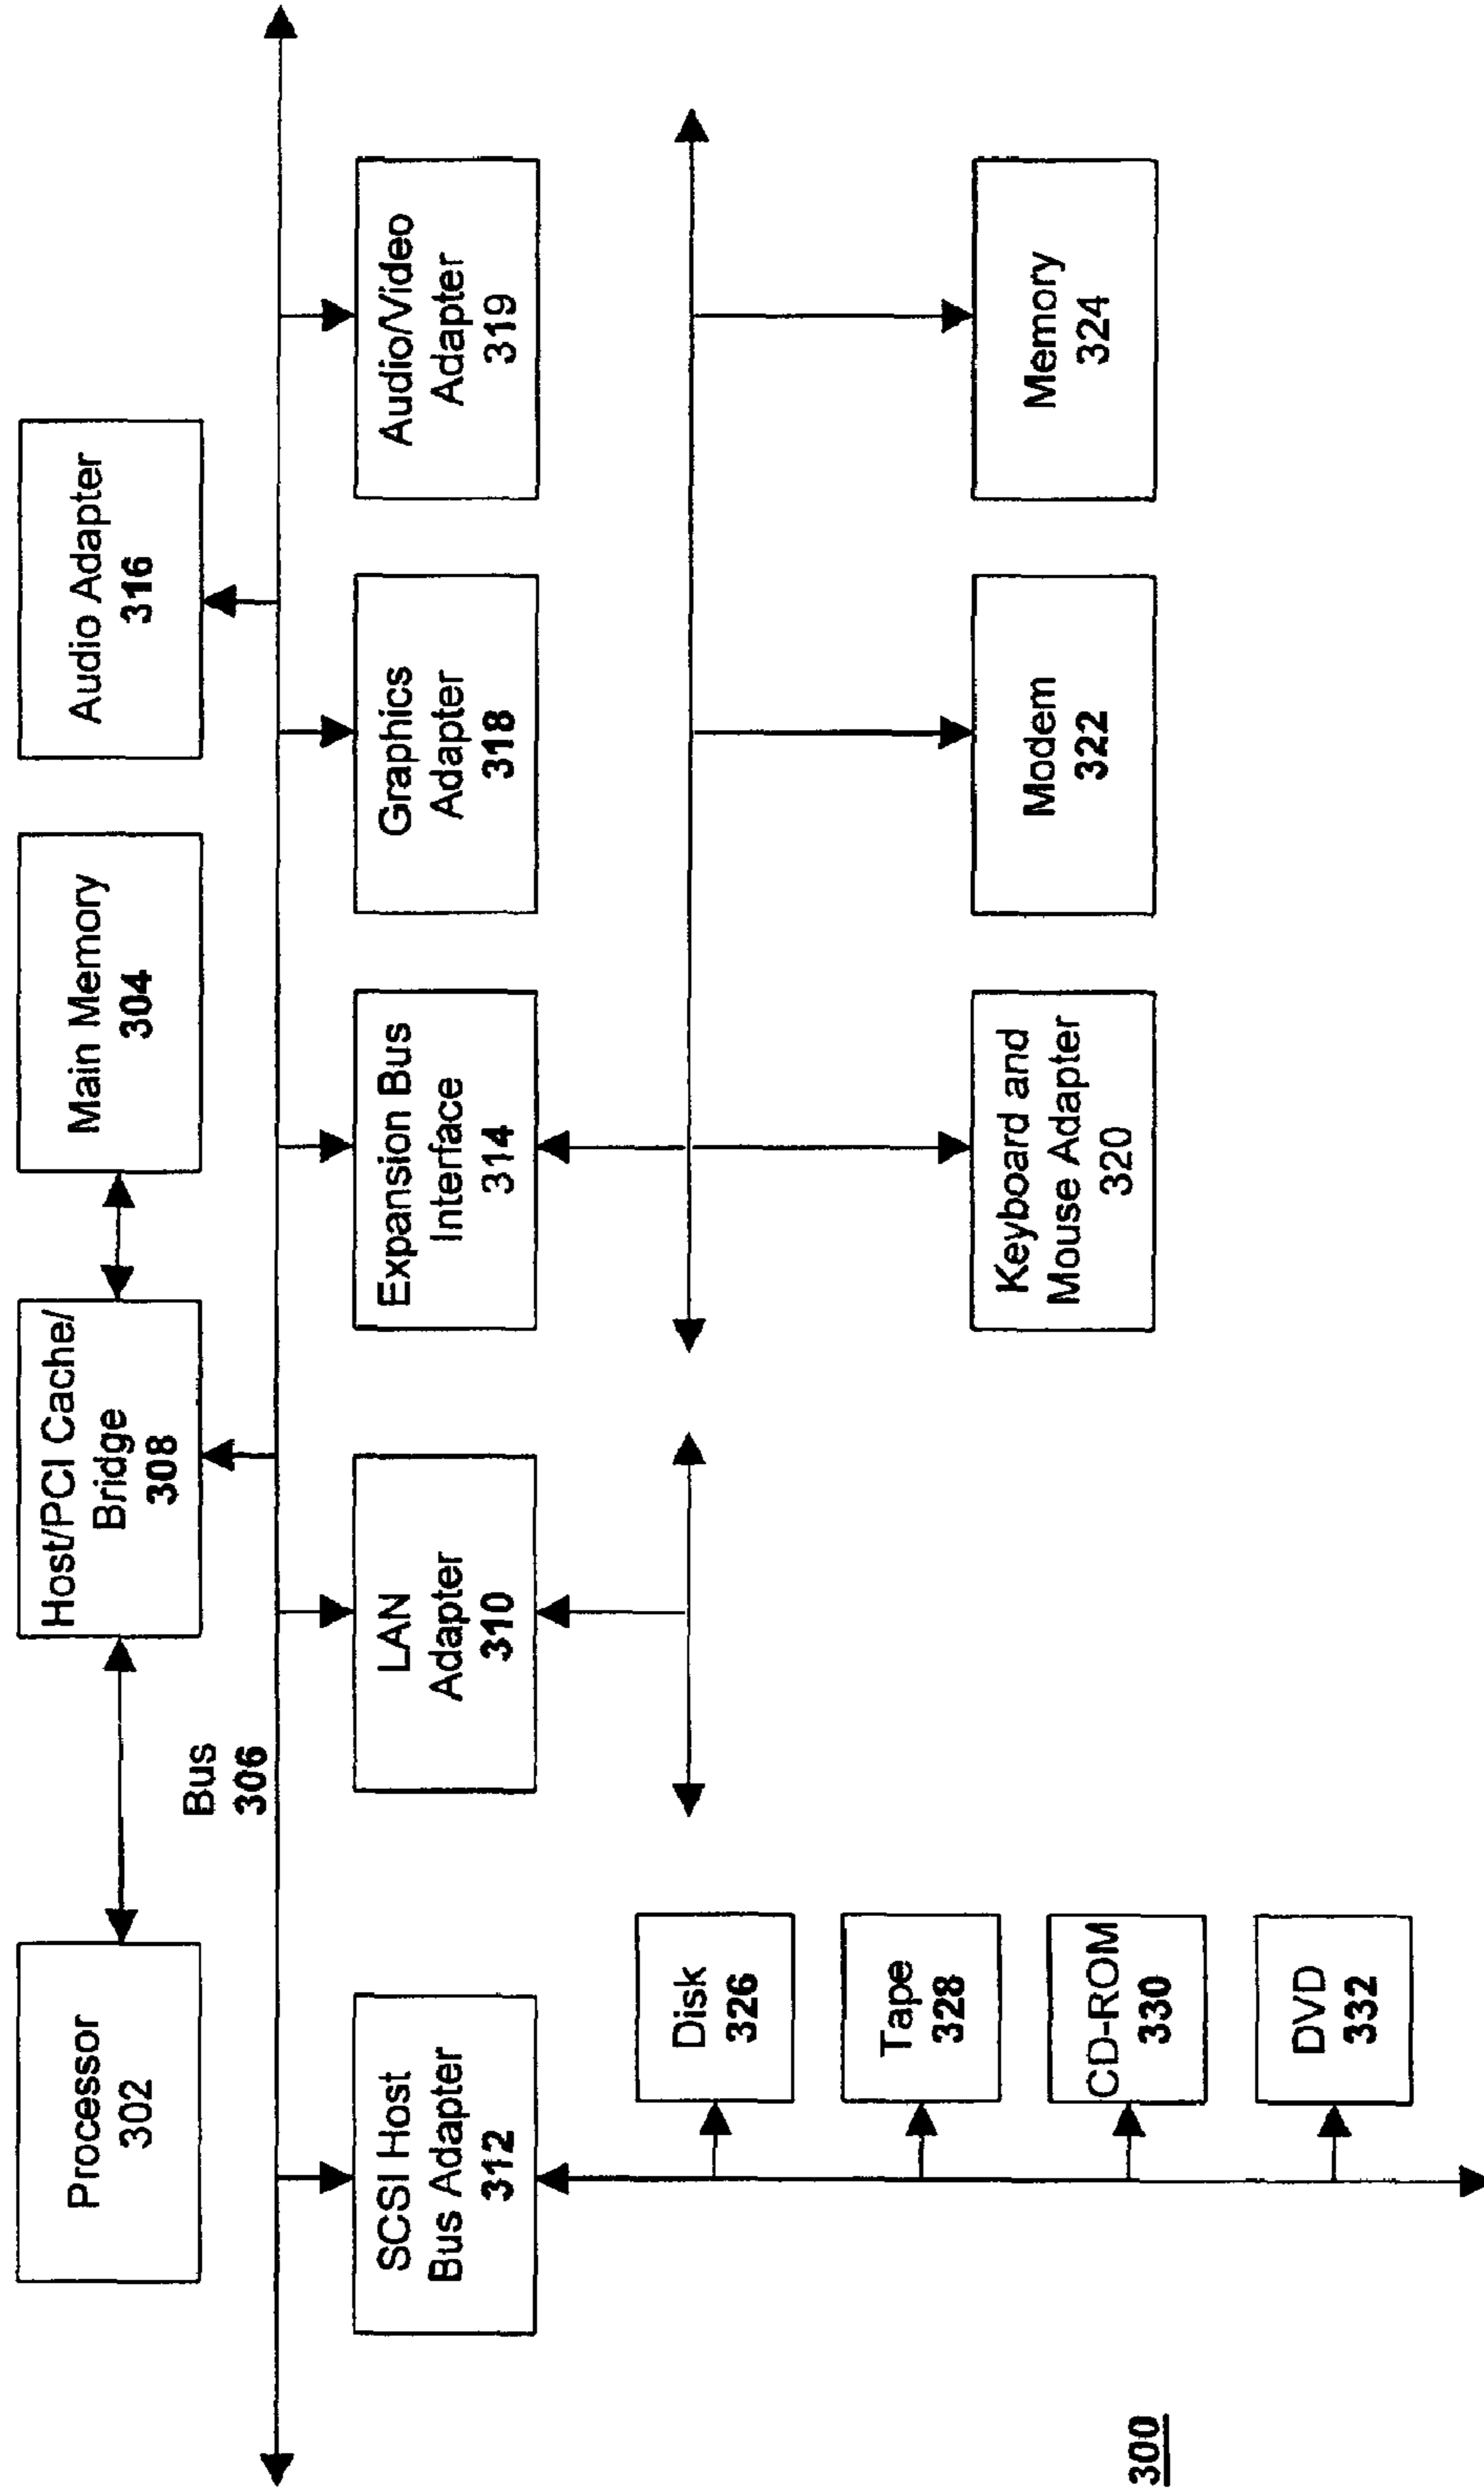 Processor
302
Host/PCI Cache/
Bridge
308
Main Memory
304
Audio Adapter
316
Bus
306
SCSI Host
Bus Adapter
312
LAN
Adapter
310
Expansion Bus
Interface
314
Graphics
Adapter
318
Audio/Video
Adapter
319
Disk
326
Tape
328
CD-ROM
330
DVD
332
Keyboard and
Mouse Adapter
320
Modem
322
Memory
324
300